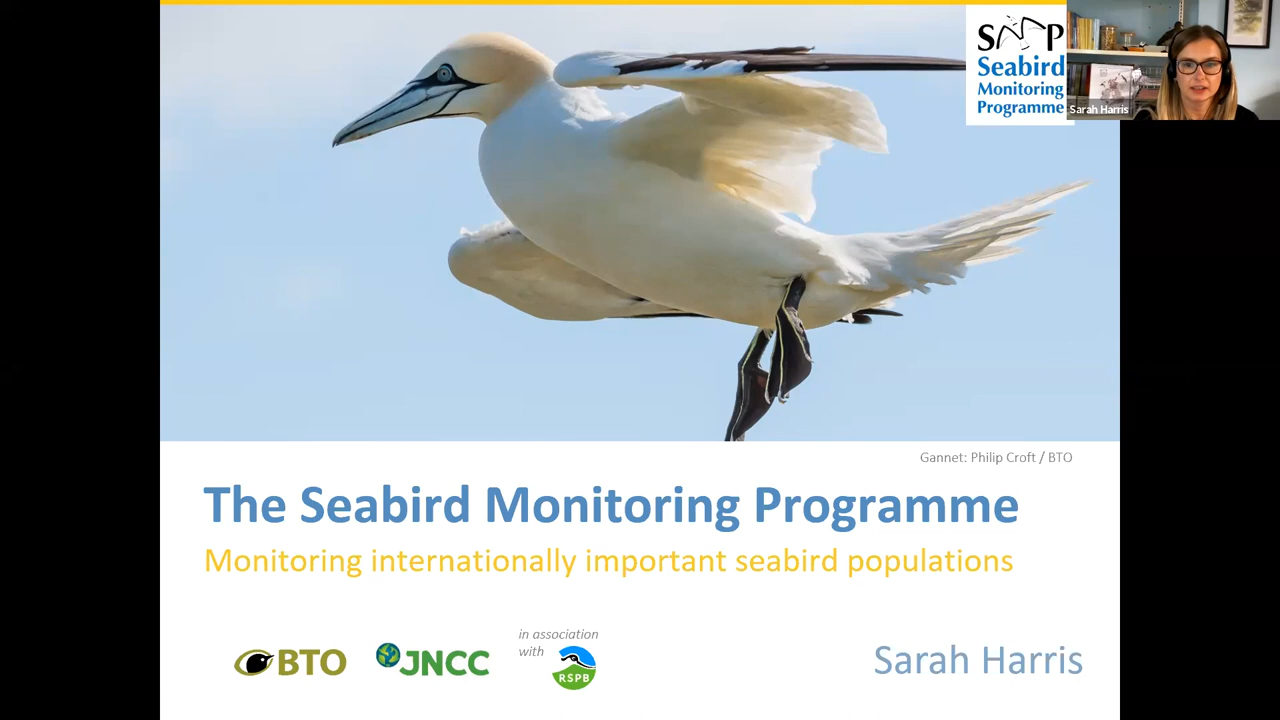 SMP
Seabird
Monitoring
Programme
Sarah Harris
Gannet: Philip Croft / BTO
The Seabird Monitoring Programme
Monitoring internationally important seabird populations
in association
with
BTO
JNCC
RSPB
Sarah Harris